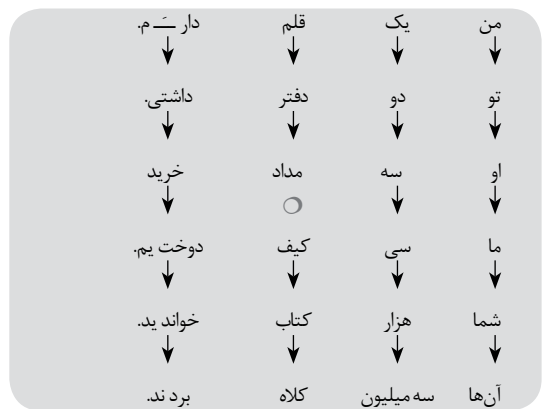 من یک قلم دار ــَـ م.
تو دو دفتر داشتی.
او سه مداد خرید
ما سی کیف دوخت یم.
شما هزار کتاب خواند ید.
آن‌ها سه میلیون کلاه برد ند.